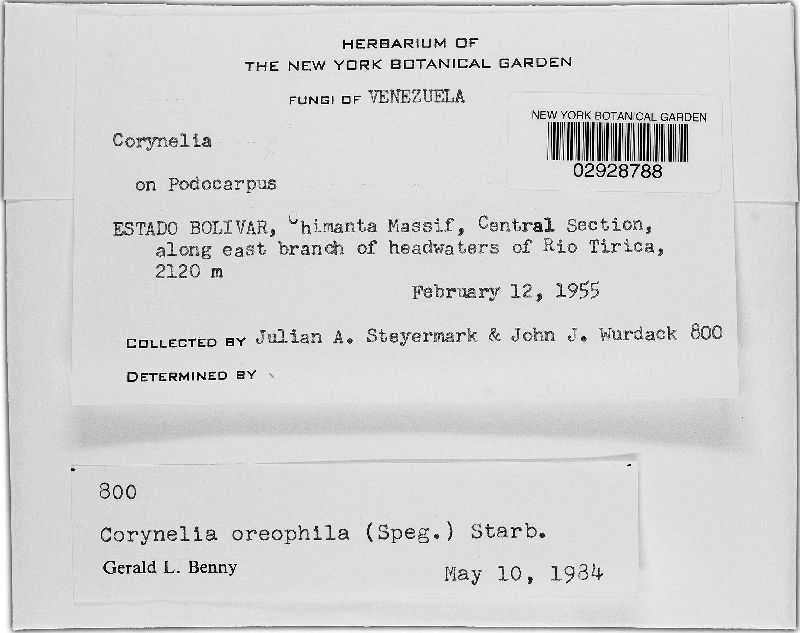 HERBARIUM OF
THE NEW YORK BOTANICAL GARDEN
FUNGI OF VENEZUELA
NEW YORK BOTANICAL GARDEN
02928788
Corynelia
on Podocarpus
ESTADO BOLIVAR, Chimanta Massif, Central Section,
along east branch of headwaters of Rio Tirica,
2120 m
February 12, 1955
COLLECTED BY Julian A. Steyermark & John J. Wurdack 800
DETERMINED BY
800
Corynelia oreophila (Speg.) Starb.
Gerald L. Benny
May 10, 1984